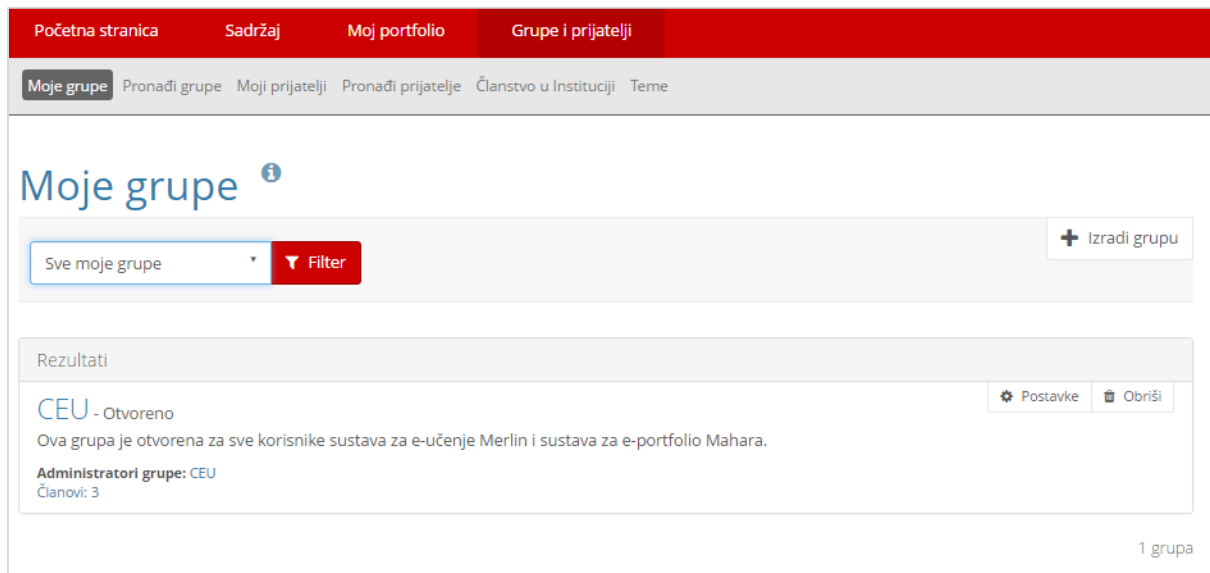 Početna stranica Sadržaj Moj portfolio Grupe i prijatelji
Moje grupe Pronađi grupe Moji prijatelji Pronađi prijatelje Članstvo u Instituciji Teme
Moje grupe
Izradi grupu
Sve moje grupe Filter
Rezultati
CEU - Otvoreno Postavke Obriši
Ova grupa je otvorena za sve korisnike sustava za e-učenje Merlin i sustava za e-portfolio Mahara.
Administratori grupe: CEU
Članovi: 3
1 grupa